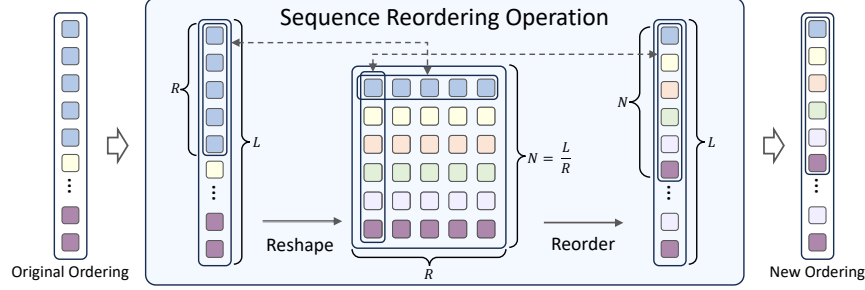 Sequence Reordering Operation
R
L
N = L/R
N
L
...
...
...
...
Reshape
Reorder
R
Original Ordering
New Ordering